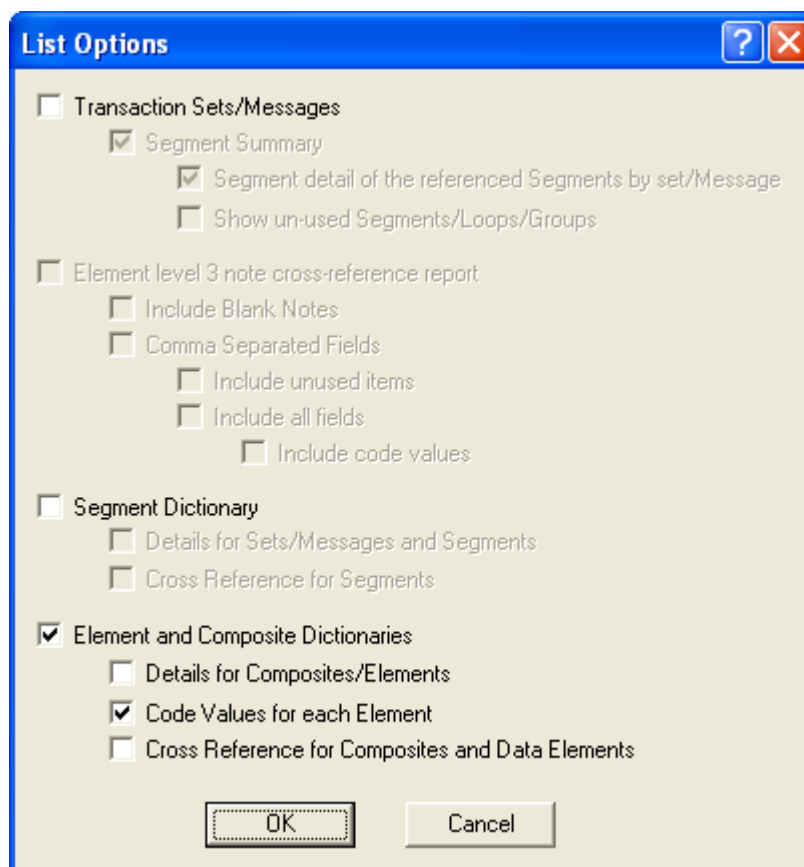 List Options
Transaction Sets/Messages
Segment Summary
Segment detail of the referenced Segments by set/Message
Show un-used Segments/Loops/Groups
Element level 3 note cross-reference report
Include Blank Notes
Comma Separated Fields
Include unused items
Include all fields
Include code values
Segment Dictionary
Details for Sets/Messages and Segments
Cross Reference for Segments
Element and Composite Dictionaries
Details for Composites/Elements
Code Values for each Element
Cross Reference for Composites and Data Elements
OK Cancel